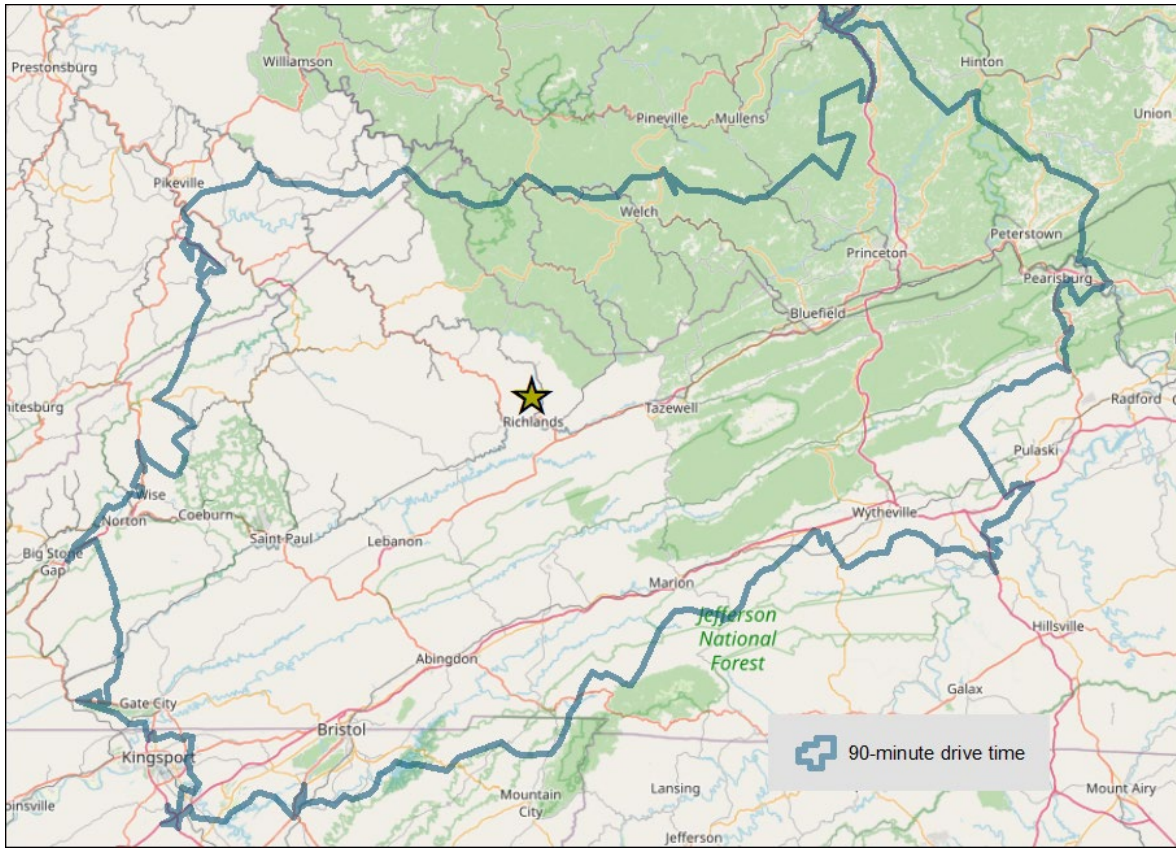 Williamson
Prestonsburg
Hinton
Pineville
Mullens
Union
Pikeville
Welch
Peterstown
Princeton
Pearisburg
Bluefield
Richlands
Tazewell
itesburg
Radford
Pulaski
Wise
Norton
Coeburn
Wytheville
Saint Paul
Lebanon
Big Stone
Gap
Marion
Jefferson
National
Forest
Hillsville
Abingdon
Galax
Gate City
Bristol
Kingsport
90-minute drive time
Mountain
City
Lansing
Mount Airy
oinsville
Jefferson